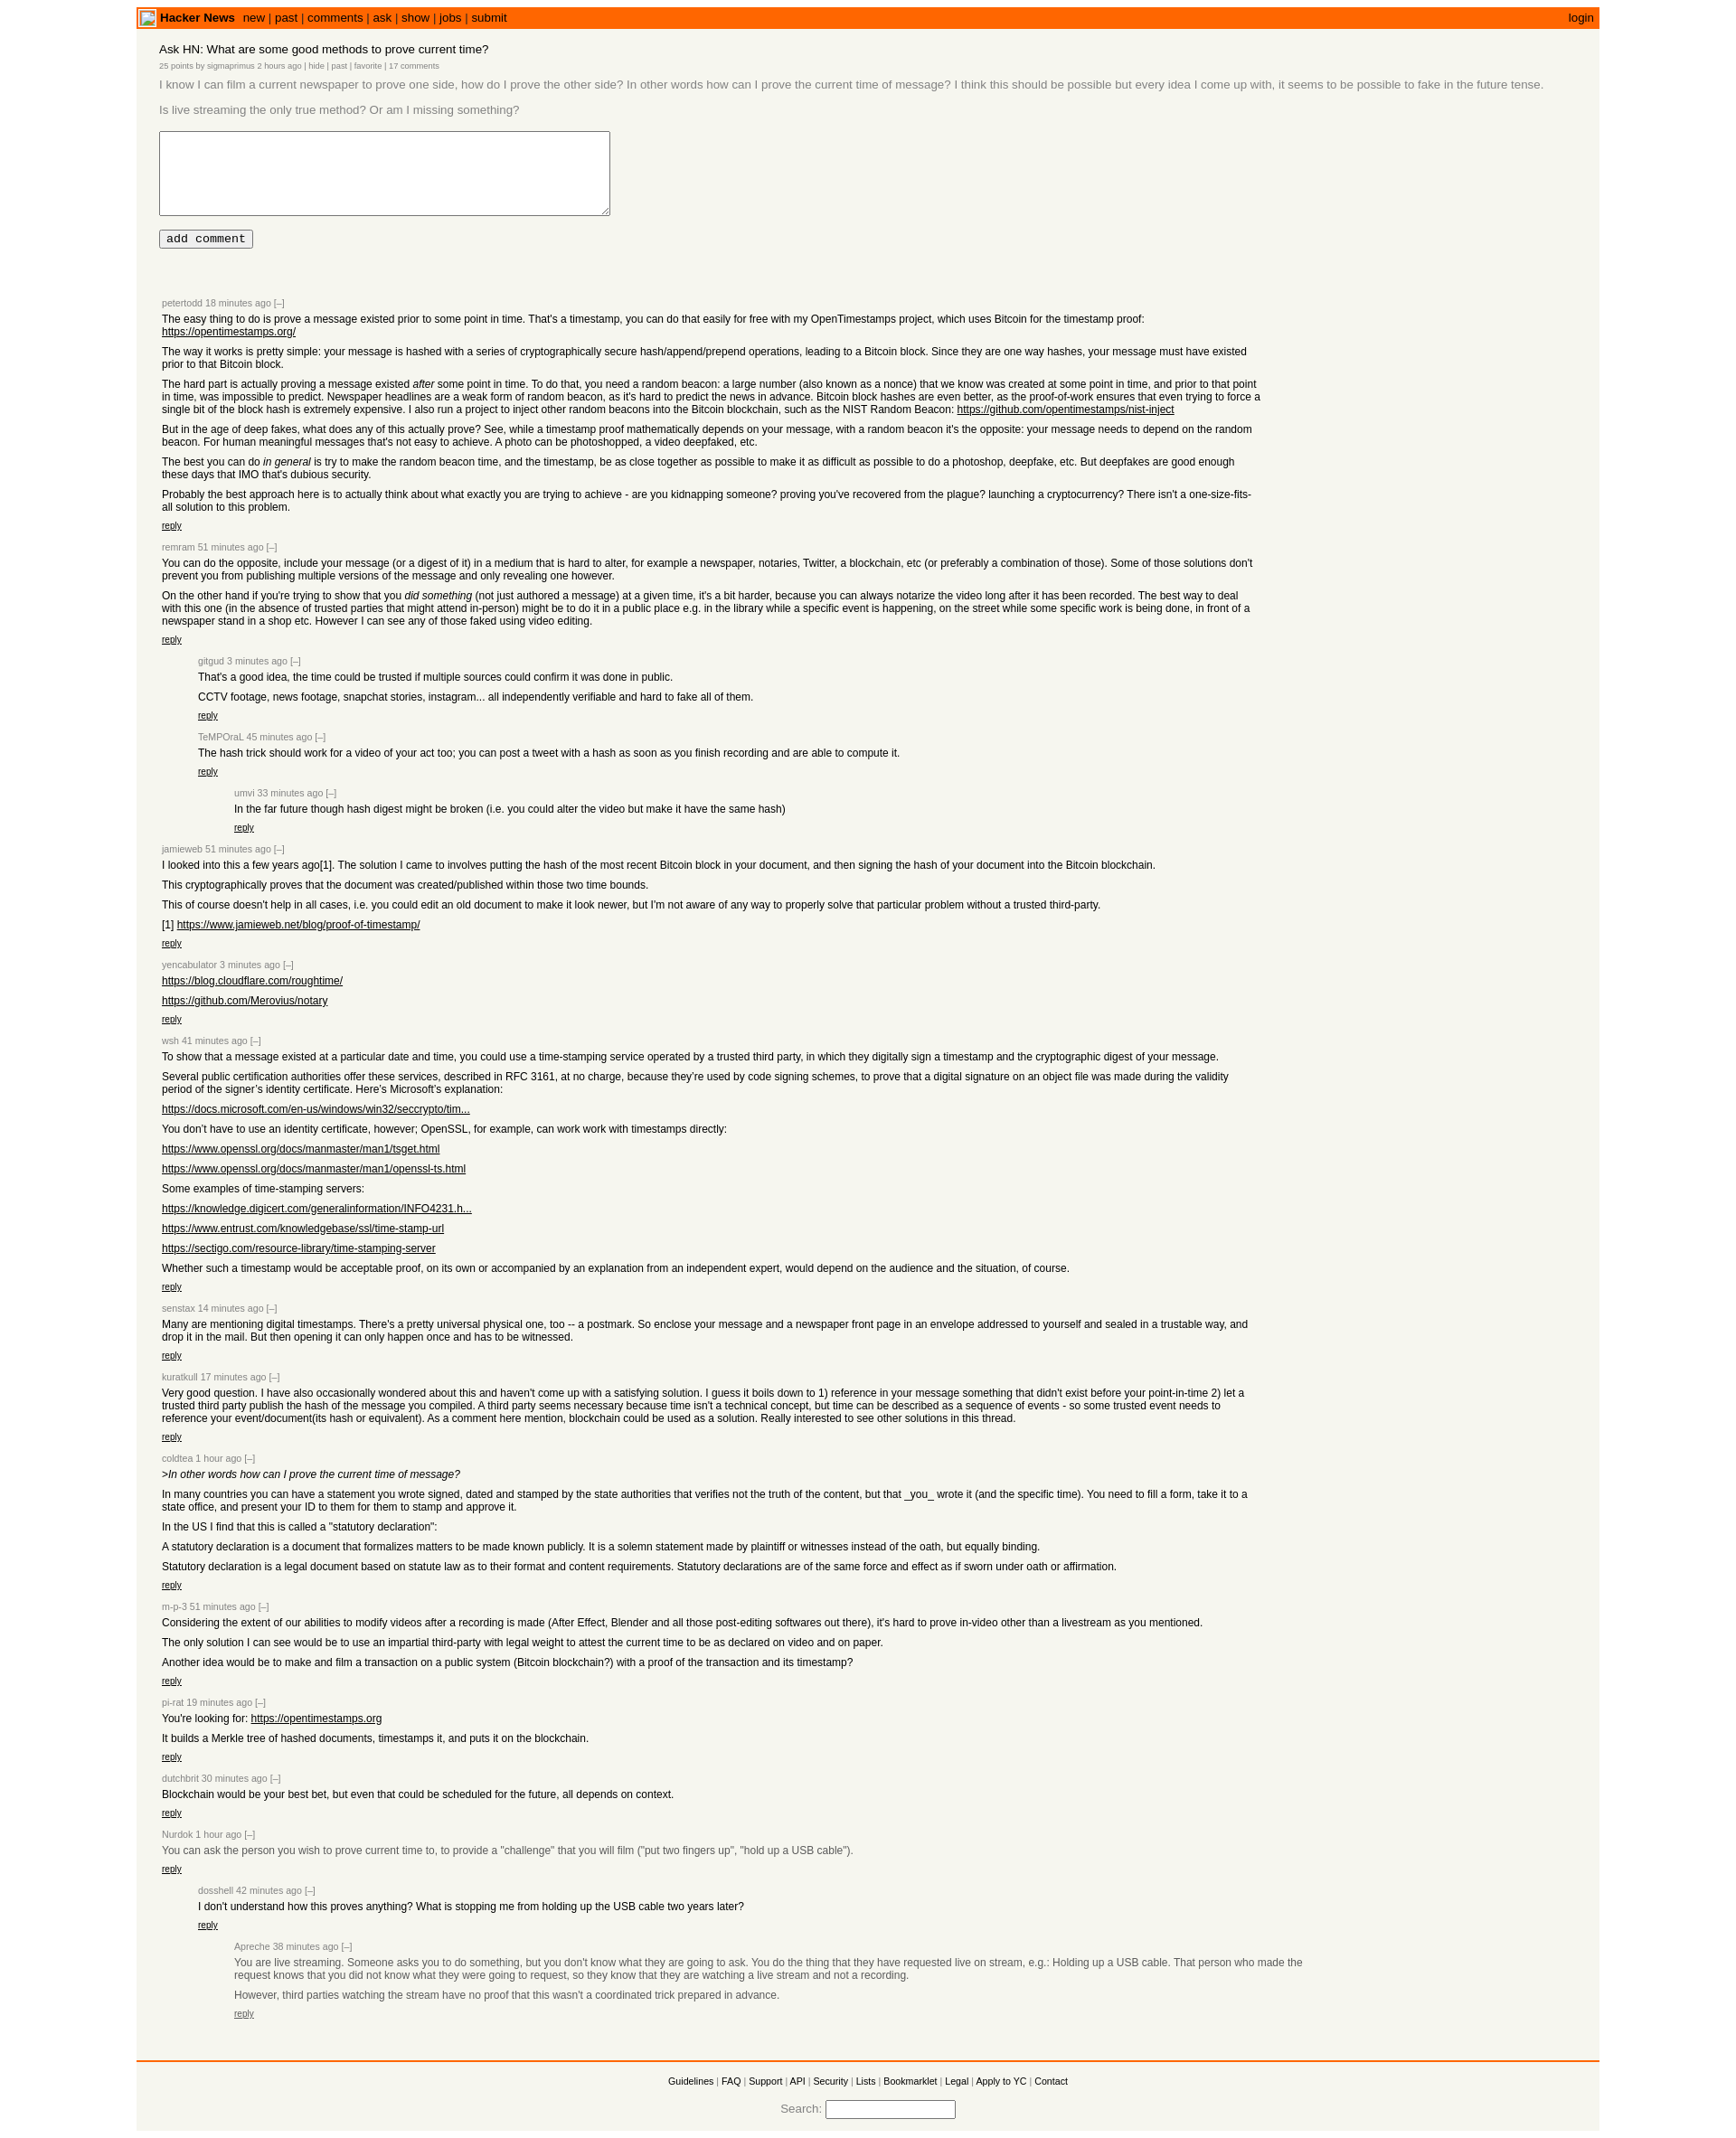 Hacker News new | past | comments | ask | show | jobs | submit login
Ask HN: What are some good methods to prove current time?
25 points by sigmaprimus 2 hours ago | hide | past | favorite | 17 comments
I know I can film a current newspaper to prove one side, how do I prove the other side? In other words how can I prove the current time of message? I think this should be possible but every idea I come up with, it seems to be possible to fake in the future tense.
Is live streaming the only true method? Or am I missing something?
add comment
petertodd 18 minutes ago [–]
The easy thing to do is prove a message existed prior to some point in time. That's a timestamp, you can do that easily for free with my OpenTimestamps project, which uses Bitcoin for the timestamp proof:
https://opentimestamps.org/
The way it works is pretty simple: your message is hashed with a series of cryptographically secure hash/append/prepend operations, leading to a Bitcoin block. Since they are one way hashes, your message must have existed
prior to that Bitcoin block.
The hard part is actually proving a message existed after some point in time. To do that, you need a random beacon: a large number (also known as a nonce) that we know was created at some point in time, and prior to that point
in time, was impossible to predict. Newspaper headlines are a weak form of random beacon, as it's hard to predict the news in advance. Bitcoin block hashes are even better, as the proof-of-work ensures that even trying to force a
single bit of the block hash is extremely expensive. I also run a project to inject other random beacons into the Bitcoin blockchain, such as the NIST Random Beacon: https://github.com/opentimestamps/nist-inject
But in the age of deep fakes, what does any of this actually prove? See, while a timestamp proof mathematically depends on your message, with a random beacon it's the opposite: your message needs to depend on the random
beacon. For human meaningful messages that's not easy to achieve. A photo can be photoshopped, a video deepfaked, etc.
The best you can do in general is try to make the random beacon time, and the timestamp, be as close together as possible to make it as difficult as possible to do a photoshop, deepfake, etc. But deepfakes are good enough
these days that IMO that's dubious security.
Probably the best approach here is to actually think about what exactly you are trying to achieve - are you kidnapping someone? proving you've recovered from the plague? launching a cryptocurrency? There isn't a one-size-fits-
all solution to this problem.
reply
remram 51 minutes ago [–]
You can do the opposite, include your message (or a digest of it) in a medium that is hard to alter, for example a newspaper, notaries, Twitter, a blockchain, etc (or preferably a combination of those). Some of those solutions don't
prevent you from publishing multiple versions of the message and only revealing one however.
On the other hand if you're trying to show that you did something (not just authored a message) at a given time, it's a bit harder, because you can always notarize the video long after it has been recorded. The best way to deal
with this one (in the absence of trusted parties that might attend in-person) might be to do it in a public place e.g. in the library while a specific event is happening, on the street while some specific work is being done, in front of a
newspaper stand in a shop etc. However I can see any of those faked using video editing.
reply
gitgud 3 minutes ago [–]
That's a good idea, the time could be trusted if multiple sources could confirm it was done in public.
CCTV footage, news footage, snapchat stories, instagram... all independently verifiable and hard to fake all of them.
reply
TeMPOraL 45 minutes ago [–]
The hash trick should work for a video of your act too; you can post a tweet with a hash as soon as you finish recording and are able to compute it.
reply
umvi 33 minutes ago [–]
In the far future though hash digest might be broken (i.e. you could alter the video but make it have the same hash)
reply
jamieweb 51 minutes ago [–]
I looked into this a few years ago[1]. The solution I came to involves putting the hash of the most recent Bitcoin block in your document, and then signing the hash of your document into the Bitcoin blockchain.
This cryptographically proves that the document was created/published within those two time bounds.
This of course doesn't help in all cases, i.e. you could edit an old document to make it look newer, but I'm not aware of any way to properly solve that particular problem without a trusted third-party.
[1] https://www.jamieweb.net/blog/proof-of-timestamp/
reply
yencabulator 3 minutes ago [–]
https://blog.cloudflare.com/roughtime/
https://github.com/Merovius/notary
reply
wsh 41 minutes ago [–]
To show that a message existed at a particular date and time, you could use a time-stamping service operated by a trusted third party, in which they digitally sign a timestamp and the cryptographic digest of your message.
Several public certification authorities offer these services, described in RFC 3161, at no charge, because they’re used by code signing schemes, to prove that a digital signature on an object file was made during the validity
period of the signer’s identity certificate. Here’s Microsoft’s explanation:
https://docs.microsoft.com/en-us/windows/win32/seccrypto/tim...
You don’t have to use an identity certificate, however; OpenSSL, for example, can work work with timestamps directly:
https://www.openssl.org/docs/manmaster/man1/tsget.html
https://www.openssl.org/docs/manmaster/man1/openssl-ts.html
Some examples of time-stamping servers:
https://knowledge.digicert.com/generalinformation/INFO4231.h...
https://www.entrust.com/knowledgebase/ssl/time-stamp-url
https://sectigo.com/resource-library/time-stamping-server
Whether such a timestamp would be acceptable proof, on its own or accompanied by an explanation from an independent expert, would depend on the audience and the situation, of course.
reply
senstax 14 minutes ago [–]
Many are mentioning digital timestamps. There's a pretty universal physical one, too -- a postmark. So enclose your message and a newspaper front page in an envelope addressed to yourself and sealed in a trustable way, and
drop it in the mail. But then opening it can only happen once and has to be witnessed.
reply
kuratkull 17 minutes ago [–]
Very good question. I have also occasionally wondered about this and haven't come up with a satisfying solution. I guess it boils down to 1) reference in your message something that didn't exist before your point-in-time 2) let a
trusted third party publish the hash of the message you compiled. A third party seems necessary because time isn't a technical concept, but time can be described as a sequence of events - so some trusted event needs to
reference your event/document(its hash or equivalent). As a comment here mention, blockchain could be used as a solution. Really interested to see other solutions in this thread.
reply
coldtea 1 hour ago [–]
>In other words how can I prove the current time of message?
In many countries you can have a statement you wrote signed, dated and stamped by the state authorities that verifies not the truth of the content, but that _you_ wrote it (and the specific time). You need to fill a form, take it to a
state office, and present your ID to them for them to stamp and approve it.
In the US I find that this is called a "statutory declaration":
A statutory declaration is a document that formalizes matters to be made known publicly. It is a solemn statement made by plaintiff or witnesses instead of the oath, but equally binding.
Statutory declaration is a legal document based on statute law as to their format and content requirements. Statutory declarations are of the same force and effect as if sworn under oath or affirmation.
reply
m-p-3 51 minutes ago [–]
Considering the extent of our abilities to modify videos after a recording is made (After Effect, Blender and all those post-editing softwares out there), it's hard to prove in-video other than a livestream as you mentioned.
The only solution I can see would be to use an impartial third-party with legal weight to attest the current time to be as declared on video and on paper.
Another idea would be to make and film a transaction on a public system (Bitcoin blockchain?) with a proof of the transaction and its timestamp?
reply
pi-rat 19 minutes ago [–]
You're looking for: https://opentimestamps.org
It builds a Merkle tree of hashed documents, timestamps it, and puts it on the blockchain.
reply
dutchbrit 30 minutes ago [–]
Blockchain would be your best bet, but even that could be scheduled for the future, all depends on context.
reply
Nurdok 1 hour ago [–]
You can ask the person you wish to prove current time to, to provide a "challenge" that you will film ("put two fingers up", "hold up a USB cable").
reply
dosshell 42 minutes ago [–]
I don't understand how this proves anything? What is stopping me from holding up the USB cable two years later?
reply
Apreche 38 minutes ago [–]
You are live streaming. Someone asks you to do something, but you don't know what they are going to ask. You do the thing that they have requested live on stream, e.g.: Holding up a USB cable. That person who made the
request knows that you did not know what they were going to request, so they know that they are watching a live stream and not a recording.
However, third parties watching the stream have no proof that this wasn't a coordinated trick prepared in advance.
reply
Guidelines | FAQ | Support | API | Security | Lists | Bookmarklet | Legal | Apply to YC | Contact
Search: